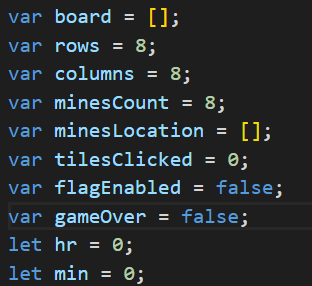 var board = [];
var rows = 8;
var columns = 8;
var minesCount = 8;
var minesLocation = [];
var tilesClicked = 0;
var flagEnabled = false;
var gameOver = false;
let hr = 0;
let min = 0;